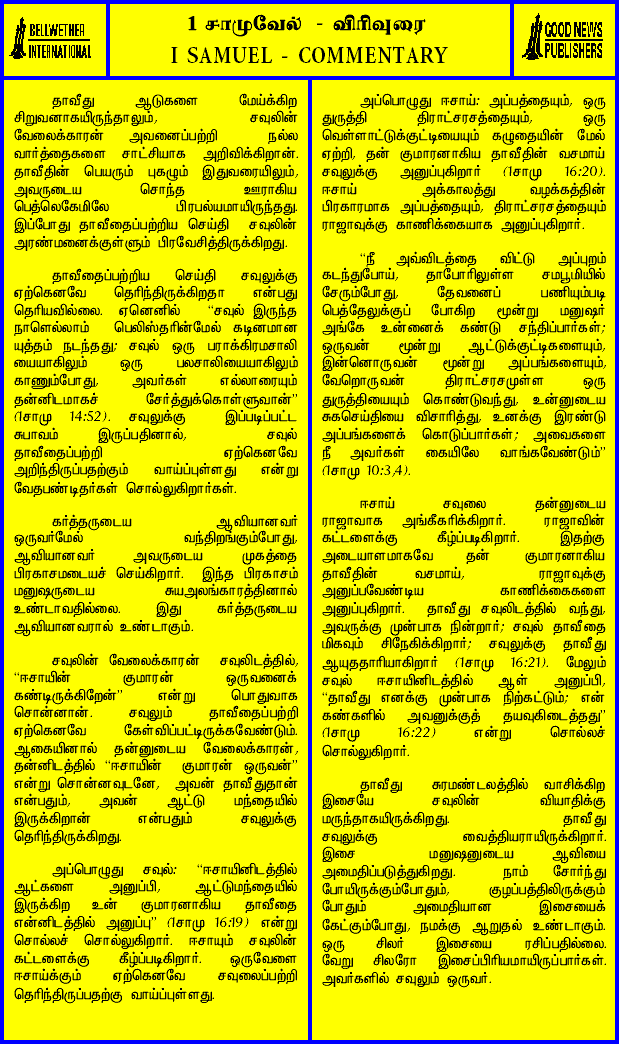 BELLWETHER
INTERNATIONAL
1 சாமுவேல் - விரிவுரை
I SAMUEL - COMMENTARY
GOOD NEWS
PUBLISHERS
தாவீது ஆடுகளை மேய்க்கிற
சிறுவனாகயிருந்தாலும், சவுலின்
வேலைக்காரன் அவனைப்பற்றி நல்ல
வார்த்தைகளை சாட்சியாக அறிவிக்கிறான்.
தாவீதின் பெயரும் புகழும் இதுவரையிலும்,
அவருடைய சொந்த ஊராகிய
பெத்லெகேமிலே பிரபல்யமாயிருந்தது.
இப்போது தாவீதைப்பற்றிய செய்தி சவுலின்
அரண்மனைக்குள்ளும் பிரவேசித்திருக்கிறது.
தாவீதைப்பற்றிய செய்தி சவுலுக்கு
ஏற்கெனவே தெரிந்திருக்கிறதா என்பது
தெரியவில்லை. ஏனெனில் “சவுல் இருந்த
நாளெல்லாம் பெலிஸ்தரின்மேல் கடினமான
யுத்தம் நடந்தது; சவுல் ஒரு பராக்கிரமசாலி
யையாகிலும் ஒரு பலசாலியையாகிலும்
காணும்போது, அவர்கள் எல்லாரையும்
தன்னிடமாகச் சேர்த்துக்கொள்ளுவான்”
(1சாமு 14:52). சவுலுக்கு இப்படிப்பட்ட
சுபாவம் இருப்பதினால், சவுல்
தாவீதைப்பற்றி ஏற்கெனவே
அறிந்திருப்பதற்கும் வாய்ப்புள்ளது என்று
வேதபண்டிதர்கள் சொல்லுகிறார்கள்.
கர்த்தருடைய ஆவியானவர்
ஒருவர்மேல் வந்திறங்கும்போது,
ஆவியானவர் அவருடைய முகத்தை
பிரகாசமடையச் செய்கிறார். இந்த பிரகாசம்
மனுஷருடைய சுயஅலங்காரத்தினால்
உண்டாவதில்லை. இது கர்த்தருடைய
ஆவியானவரால் உண்டாகும்.
சவுலின் வேலைக்காரன் சவுலிடத்தில்,
“ஈசாயின் குமாரன் ஒருவனைக்
கண்டிருக்கிறேன்” என்று பொதுவாக
சொன்னான். சவுலும் தாவீதைப்பற்றி
ஏற்கெனவே கேள்விப்பட்டிருக்கவேண்டும்.
ஆகையினால் தன்னுடைய வேலைக்காரன்,
தன்னிடத்தில் “ஈசாயின் குமாரன் ஒருவன்”
என்று சொன்னவுடனே, அவன் தாவீதுதான்
என்பதும், அவன் ஆட்டு மந்தையில்
இருக்கிறான் என்பதும் சவுலுக்கு
தெரிந்திருக்கிறது.
அப்பொழுது சவுல்: “ஈசாயினிடத்தில்
ஆட்களை அனுப்பி, ஆட்டுமந்தையில்
இருக்கிற உன் குமாரனாகிய தாவீதை
என்னிடத்தில் அனுப்பு” (1சாமு 16:19) என்று
சொல்லச் சொல்லுகிறார். ஈசாயும் சவுலின்
கட்டளைக்கு கீழ்ப்படிகிறார். ஒருவேளை
ஈசாய்க்கும் ஏற்கெனவே சவுலைப்பற்றி
தெரிந்திருப்பதற்கு வாய்ப்புள்ளது.
அப்பொழுது ஈசாய்: அப்பத்தையும், ஒரு
துருத்தி திராட்சரசத்தையும், ஒரு
வெள்ளாட்டுக்குட்டியையும் கழுதையின் மேல்
ஏற்றி, தன் குமாரனாகிய தாவீதின் வசமாய்
சவுலுக்கு அனுப்புகிறார் (1சாமு 16:20).
ஈசாய் அக்காலத்து வழக்கத்தின்
பிரகாரமாக அப்பத்தையும், திராட்சரசத்தையும்
ராஜாவுக்கு காணிக்கையாக அனுப்புகிறார்.
“நீ அவ்விடத்தை விட்டு அப்புறம்
கடந்துபோய், தாபோரிலுள்ள சமபூமியில்
சேரும்போது, தேவனைப் பணியும்படி
பெத்தேலுக்குப் போகிற மூன்று மனுஷர்
அங்கே உன்னைக் கண்டு சந்திப்பார்கள்;
ஒருவன் மூன்று ஆட்டுக்குட்டிகளையும்,
இன்னொருவன் மூன்று அப்பங்களையும்,
வேறொருவன் திராட்சரசமுள்ள ஒரு
துருத்தியையும் கொண்டுவந்து, உன்னுடைய
சுகசெய்தியை விசாரித்து, உனக்கு இரண்டு
அப்பங்களைக் கொடுப்பார்கள்; அவைகளை
நீ அவர்கள் கையிலே வாங்கவேண்டும்”
(1சாமு 10:3,4).
ஈசாய் சவுலை தன்னுடைய
ராஜாவாக அங்கீகரிக்கிறார். ராஜாவின்
கட்டளைக்கு கீழ்ப்படிகிறார். இதற்கு
அடையாளமாகவே தன் குமாரனாகிய
தாவீதின் வசமாய், ராஜாவுக்கு
அனுப்பவேண்டிய காணிக்கைகளை
அனுப்புகிறார். தாவீது சவுலிடத்தில் வந்து,
அவருக்கு முன்பாக நின்றார்; சவுல் தாவீதை
மிகவும் சிநேகிக்கிறார்; சவுலுக்கு தாவீது
ஆயுததாரியாகிறார் (1சாமு 16:21). மேலும்
சவுல் ஈசாயினிடத்தில் ஆள் அனுப்பி,
“தாவீது எனக்கு முன்பாக நிற்கட்டும்; என்
கண்களில் அவனுக்குத் தயவுகிடைத்தது”
(1சாமு 16:22) என்று சொல்லச்
சொல்லுகிறார்.
தாவீது சுரமண்டலத்தில் வாசிக்கிற
இசையே சவுலின் வியாதிக்கு
மருந்தாகயிருக்கிறது. தாவீது
சவுலுக்கு வைத்தியராயிருக்கிறார்.
இசை மனுஷனுடைய ஆவியை
அமைதிப்படுத்துகிறது. நாம் சோர்ந்து
போயிருக்கும்போதும், குழப்பத்திலிருக்கும்
போதும் அமைதியான இசையைக்
கேட்கும்போது, நமக்கு ஆறுதல் உண்டாகும்.
ஒரு சிலர் இசையை ரசிப்பதில்லை.
வேறு சிலரோ இசைப்பிரியமாயிருப்பார்கள்.
அவர்களில் சவுலும் ஒருவர்.